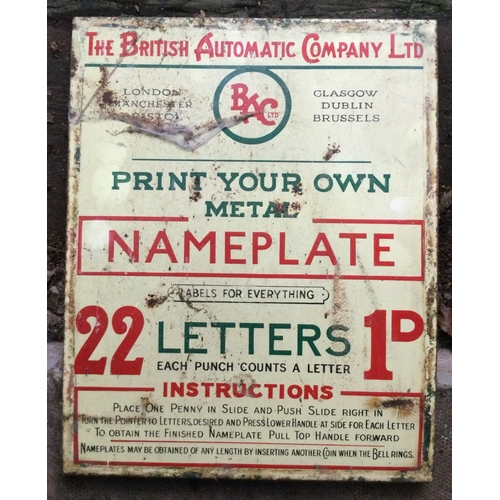 THE BRITISH AUTOMATIC COMPANY LTD
LONDON
MANCHESTER
BRISTOL
BAC LTD
GLASGOW
DUBLIN
BRUSSELS
PRINT YOUR OWN
METAL
NAMEPLATE
LABELS FOR EVERYTHING
22 LETTERS 1D
EACH PUNCH COUNTS A LETTER
INSTRUCTIONS
PLACE ONE PENNY IN SLIDE AND PUSH SLIDE RIGHT IN
TURN THE POINTER TO LETTERS, DESIRED AND PRESS LOWER HANDLE AT SIDE FOR EACH LETTER
TO OBTAIN THE FINISHED NAMEPLATE PULL TOP HANDLE FORWARD
NAMEPLATES MAY BE OBTAINED OF ANY LENGTH BY INSERTING ANOTHER COIN WHEN THE BELL RINGS.